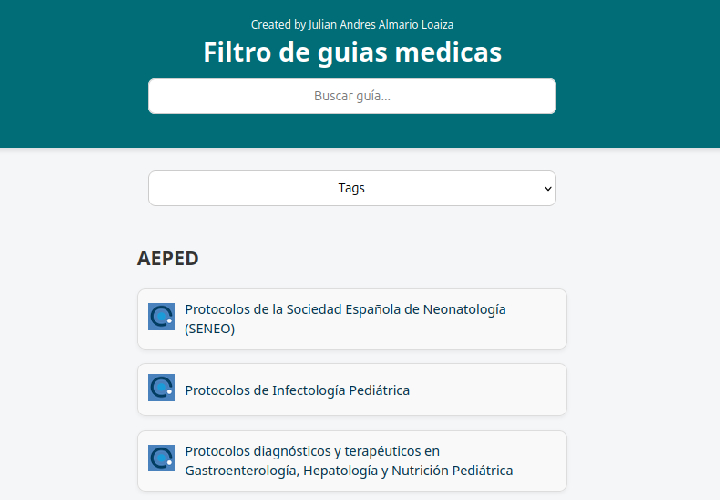 Created by Julian Andres Almario Loaiza
Filtro de guias medicas
Buscar guía...
Tags
AEPED
Protocolos de la Sociedad Española de Neonatología
(SENEO)
Protocolos de Infectología Pediátrica
Protocolos diagnósticos y terapéuticos en
Gastroenterología, Hepatología y Nutrición Pediátrica